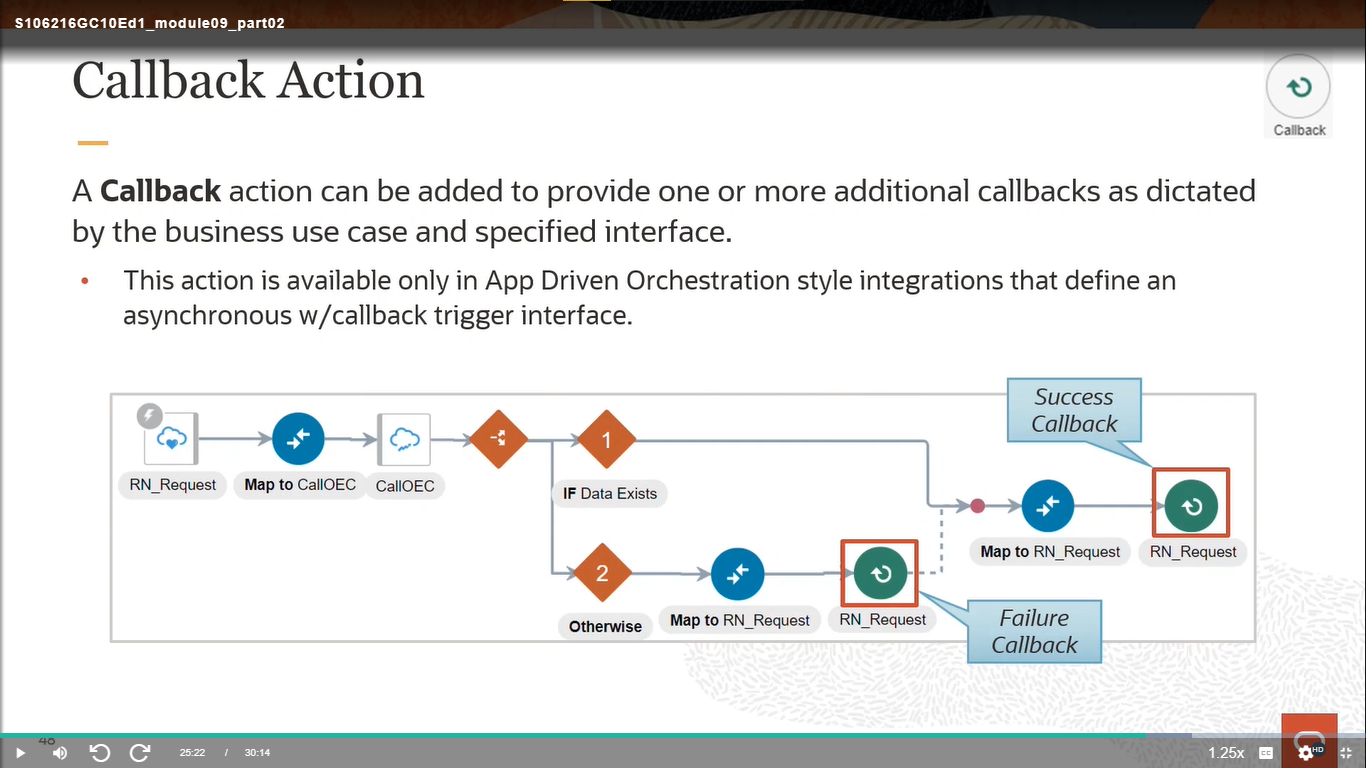 S106216GC10Ed1_module09_part02
Callback Action
Callback
A Callback action can be added to provide one or more additional callbacks as dictated
by the business use case and specified interface.
• This action is available only in App Driven Orchestration style integrations that define an
asynchronous w/callback trigger interface.
Success
Callback
1
RN_Request
Map to CallOEC
CallOEC
IF Data Exists
Map to RN_Request
RN_Request
2
Otherwise
Map to RN_Request
RN_Request
Failure
Callback
48
25:22 / 30:14
1.25x
CC
HD